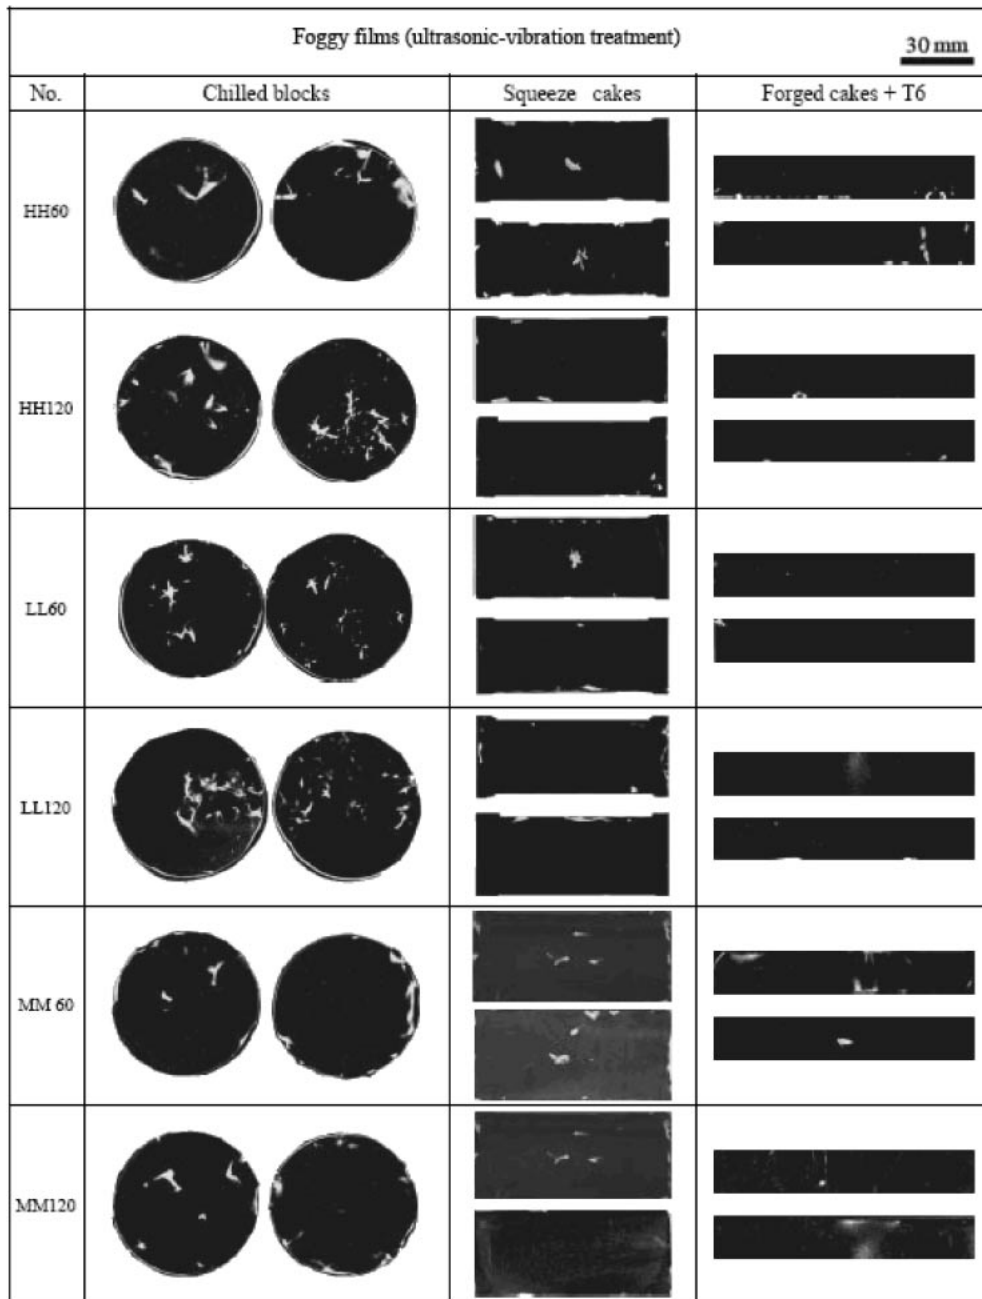 Foggy films (ultrasonic-vibration treatment)
30 mm
No. Chilled blocks Squeeze cakes Forged cakes + T6
HH60
HH120
LL60
LL120
MM 60
MM120